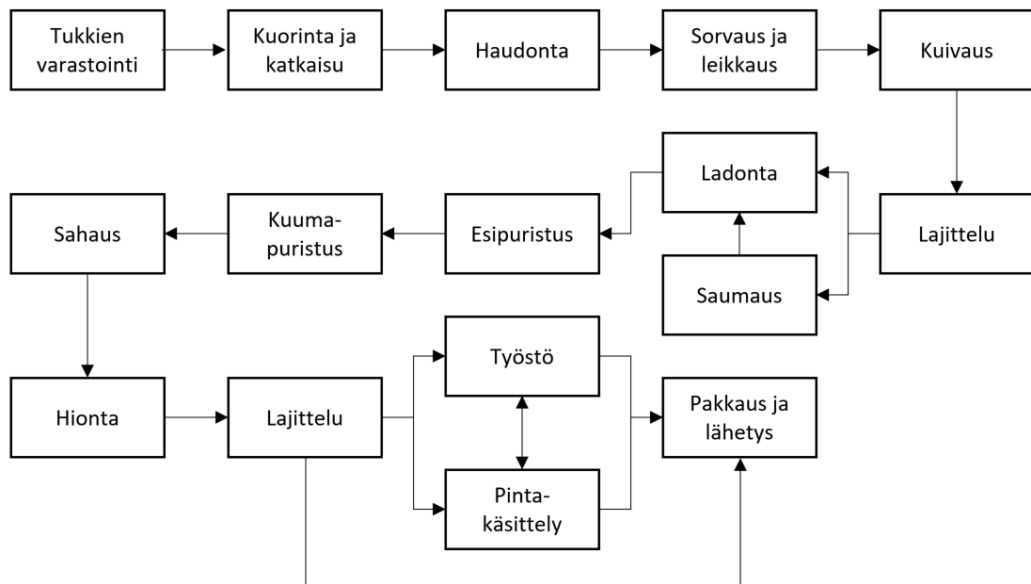 Tukkien
varastointi
Kuorinta ja
katkaisu
Haudonta
Sorvaus ja
leikkaus
Kuivaus
Lajittelu
Ladonta
Saumaus
Esipuristus
Kuuma-
puristus
Sahaus
Hionta
Lajittelu
Työstö
Pinta-
käsittely
Pakkaus ja
lähetys